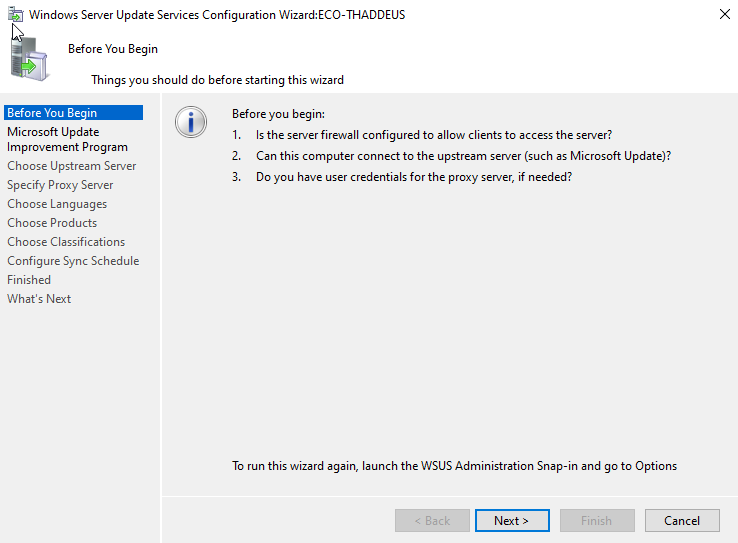 Windows Server Update Services Configuration Wizard:ECO-THADDEUS
Before You Begin
Things you should do before starting this wizard
Before You Begin
Microsoft Update
Improvement Program
Choose Upstream Server
Specify Proxy Server
Choose Languages
Choose Products
Choose Classifications
Configure Sync Schedule
Finished
What's Next
Before you begin:
1. Is the server firewall configured to allow clients to access the server?
2. Can this computer connect to the upstream server (such as Microsoft Update)?
3. Do you have user credentials for the proxy server, if needed?
To run this wizard again, launch the WSUS Administration Snap-in and go to Options
< Back
Next >
Finish
Cancel